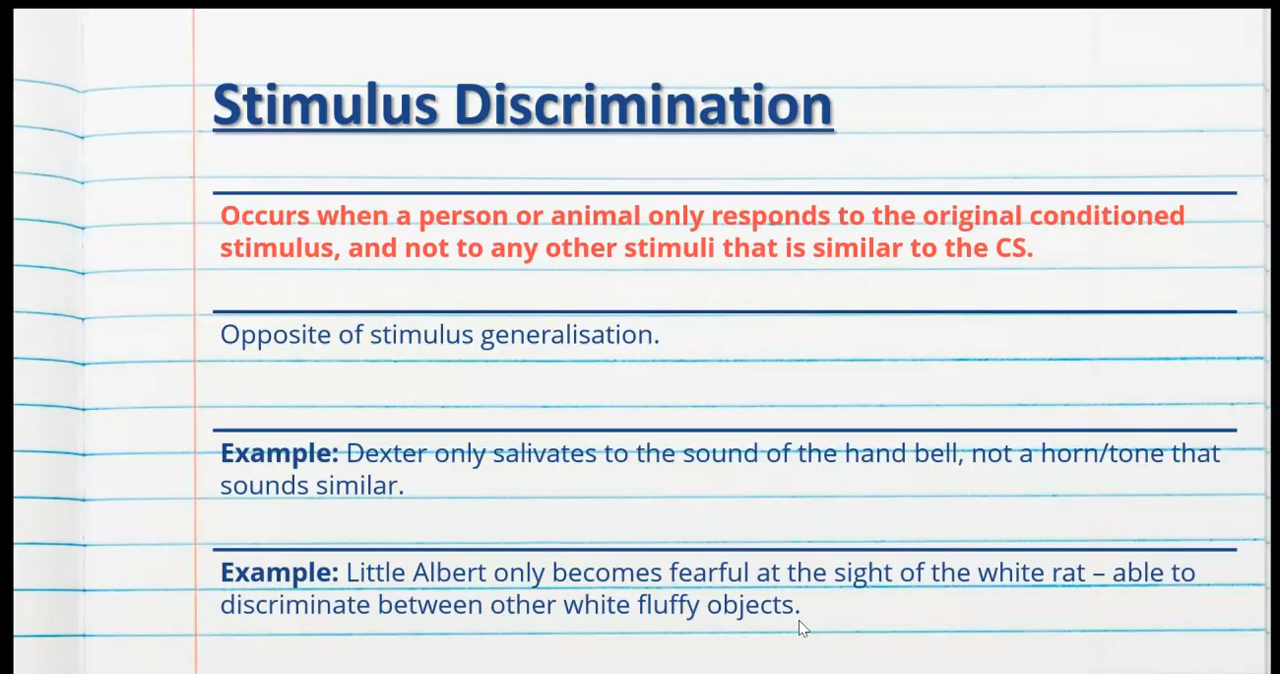 Stimulus Discrimination
Occurs when a person or animal only responds to the original conditioned
stimulus, and not to any other stimuli that is similar to the CS.
Opposite of stimulus generalisation.
Example: Dexter only salivates to the sound of the hand bell, not a horn/tone that
sounds similar.
Example: Little Albert only becomes fearful at the sight of the white rat – able to
discriminate between other white fluffy objects.